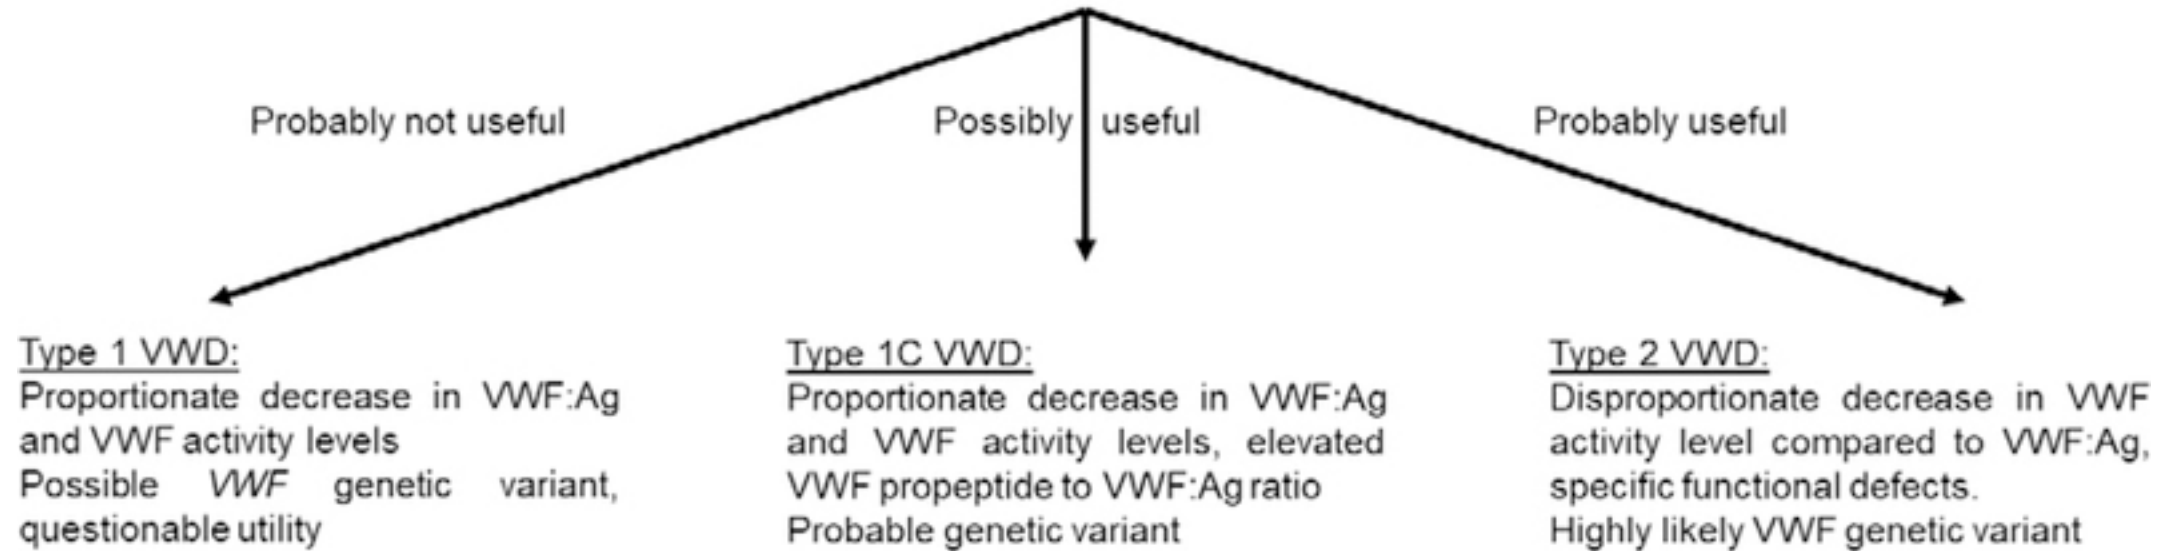 Probably not useful
Possibly useful
Probably useful
Type 1 VWD:
Proportionate decrease in VWF:Ag
and VWF activity levels
Possible VWF genetic variant,
questionable utility
Type 1C VWD:
Proportionate decrease in VWF:Ag
and VWF activity levels, elevated
VWF propeptide to VWF:Ag ratio
Probable genetic variant
Type 2 VWD:
Disproportionate decrease in VWF
activity level compared to VWF:Ag,
specific functional defects.
Highly likely VWF genetic variant